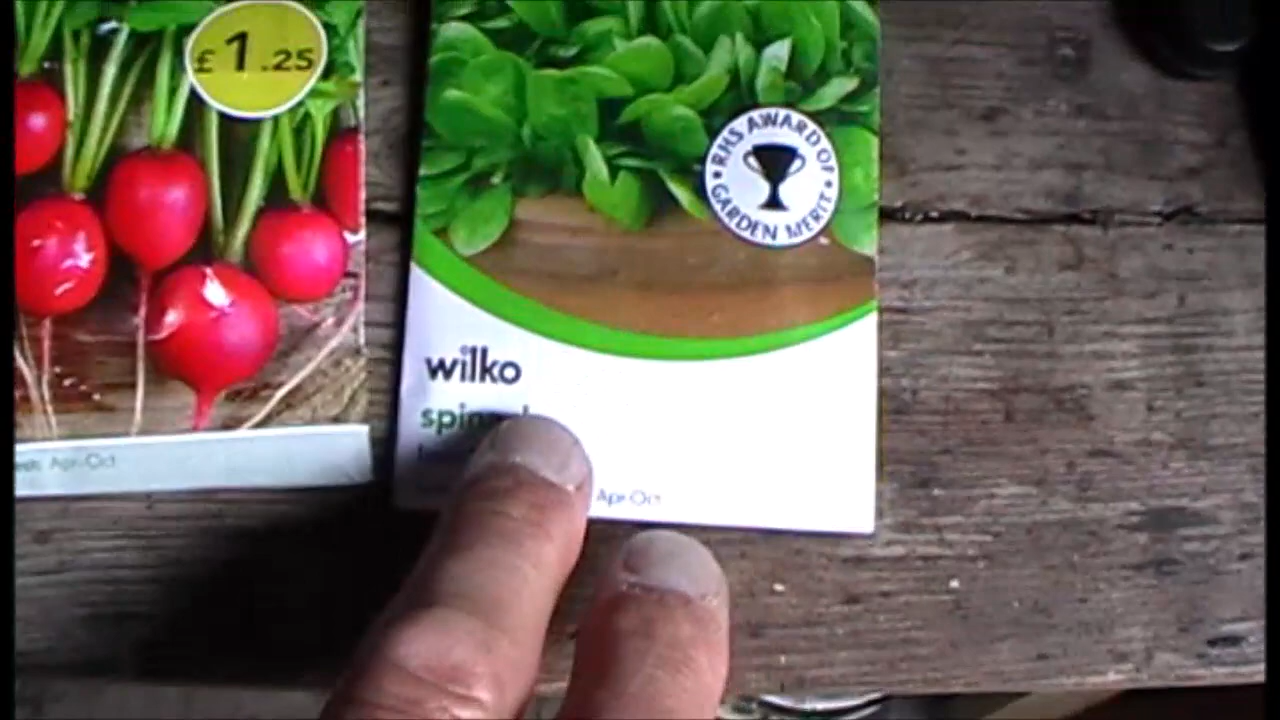 £1.25
RHS AWARD OF
GARDEN MERIT
wilko
Apr-Oct
Apr-Oct